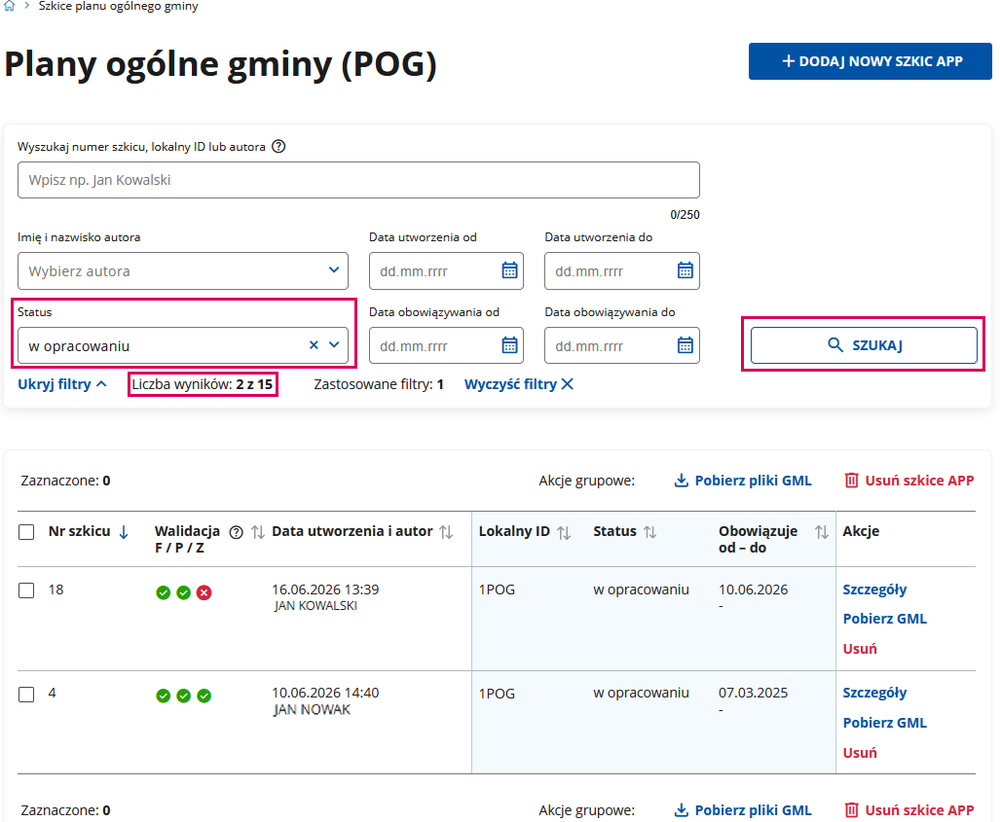 Szkice planu ogólnego gminy
Plany ogólne gminy (POG)
DODAJ NOWY SZKIC APP
Wyszukaj numer szkicu, lokalny ID lub autora
Wpisz np. Jan Kowalski
0/250
Imię i nazwisko autora Data utworzenia od Data utworzenia do
Wybierz autora dd.mm.rrrr dd.mm.rrrr
Status Data obowiązywania od Data obowiązywania do
w opracowaniu dd.mm.rrrr dd.mm.rrrr SZUKAJ
Ukryj filtry Liczba wyników: 2 z 15 Zastosowane filtry: 1 Wyczyść filtry
Zaznaczone: 0 Akcje grupowe: Pobierz pliki GML Usuń szkice APP
Nr szkicu Walidacja Data utworzenia i autor Lokalny ID Status Obowiązuje Akcje
F / P / Z od – do
18 16.06.2026 13:39 1POG w opracowaniu 10.06.2026 Szczegóły
JAN KOWALSKI -
Pobierz GML
Usuń
4 10.06.2026 14:40 1POG w opracowaniu 07.03.2025 Szczegóły
JAN NOWAK -
Pobierz GML
Usuń
Zaznaczone: 0 Akcje grupowe: Pobierz pliki GML Usuń szkice APP